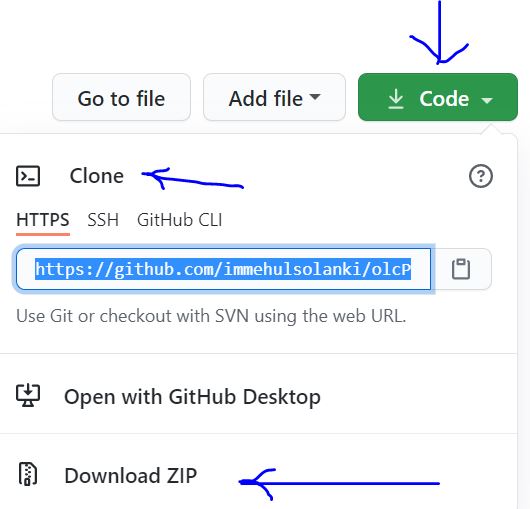 Go to file Add file Code
Clone
HTTPS SSH GitHub CLI
https://github.com/immehulsolanki/olcP
Use Git or checkout with SVN using the web URL.
Open with GitHub Desktop
Download ZIP